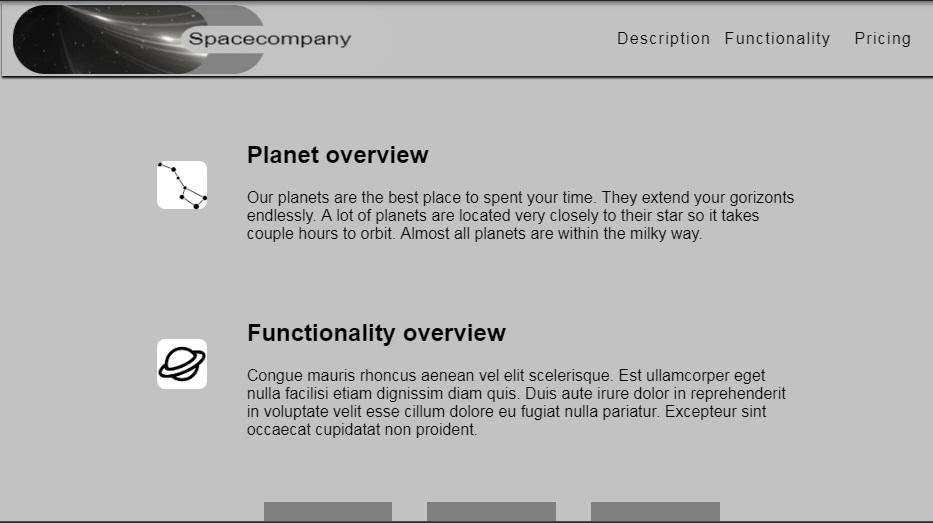 Spacecompany
Description Functionality Pricing
Planet overview
Our planets are the best place to spent your time. They extend your gorizonts
endlessly. A lot of planets are located very closely to their star so it takes
couple hours to orbit. Almost all planets are within the milky way.
Functionality overview
Congue mauris rhoncus aenean vel elit scelerisque. Est ullamcorper eget
nulla facilisi etiam dignissim diam quis. Duis aute irure dolor in reprehenderit
in voluptate velit esse cillum dolore eu fugiat nulla pariatur. Excepteur sint
occaecat cupidatat non proident.